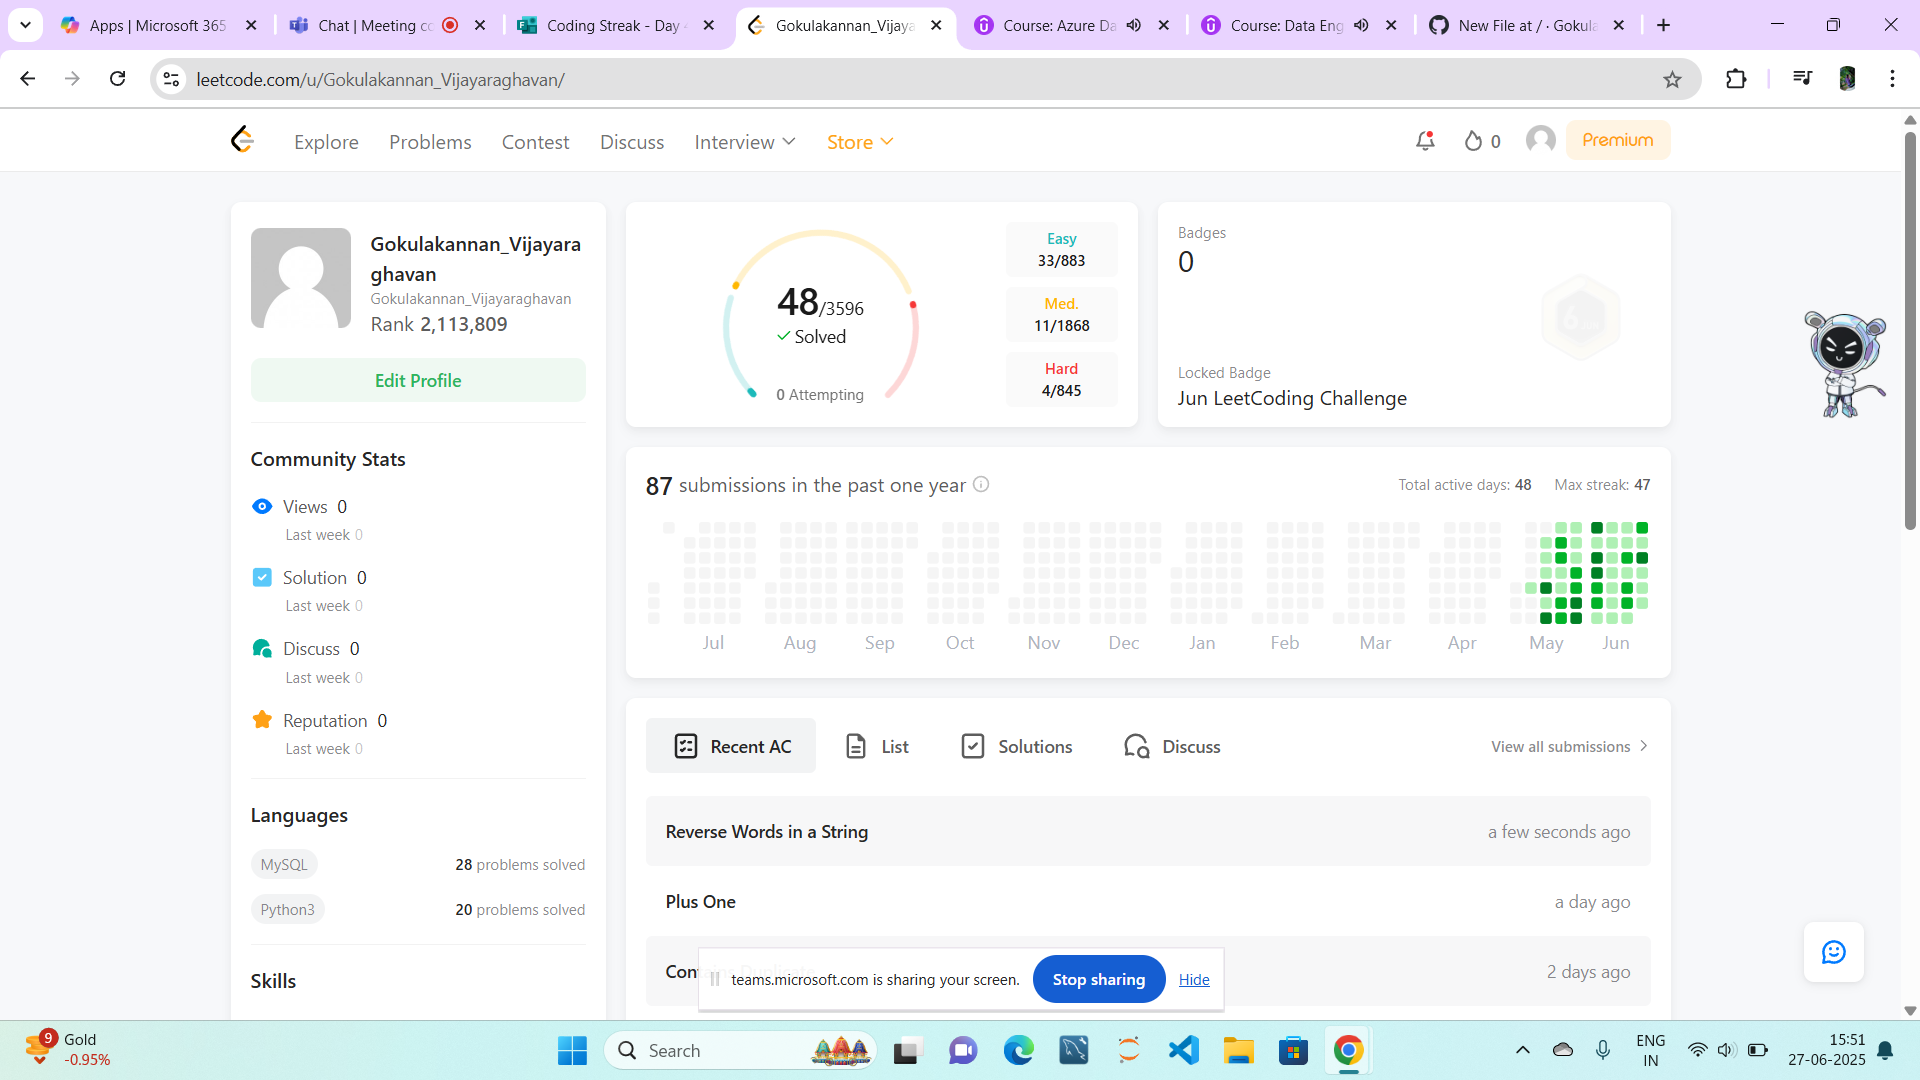 Apps | Microsoft 365
Chat | Meeting co
Coding Streak - Day
Gokulakannan_Vijaya
Course: Azure Da
Course: Data Eng
New File at / · Gokula
leetcode.com/u/Gokulakannan_Vijayaraghavan/
Explore
Problems
Contest
Discuss
Interview
Store
0
Premium
Gokulakannan_Vijayara
ghavan
Gokulakannan_Vijayaraghavan
Rank 2,113,809
Edit Profile
Community Stats
Views 0
Last week 0
Solution 0
Last week 0
Discuss 0
Last week 0
Reputation 0
Last week 0
Languages
MySQL 28 problems solved
Python3 20 problems solved
Skills
48/3596
Solved
0 Attempting
Easy
33/883
Med.
11/1868
Hard
4/845
Badges
0
Locked Badge
Jun LeetCoding Challenge
87 submissions in the past one year
Total active days: 48 Max streak: 47
Jul Aug Sep Oct Nov Dec Jan Feb Mar Apr May Jun
Recent AC
List
Solutions
Discuss
View all submissions
Reverse Words in a String a few seconds ago
Plus One a day ago
2 days ago
teams.microsoft.com is sharing your screen. Stop sharing Hide
9
Gold
-0.95%
Search
ENG
IN
15:51
27-06-2025